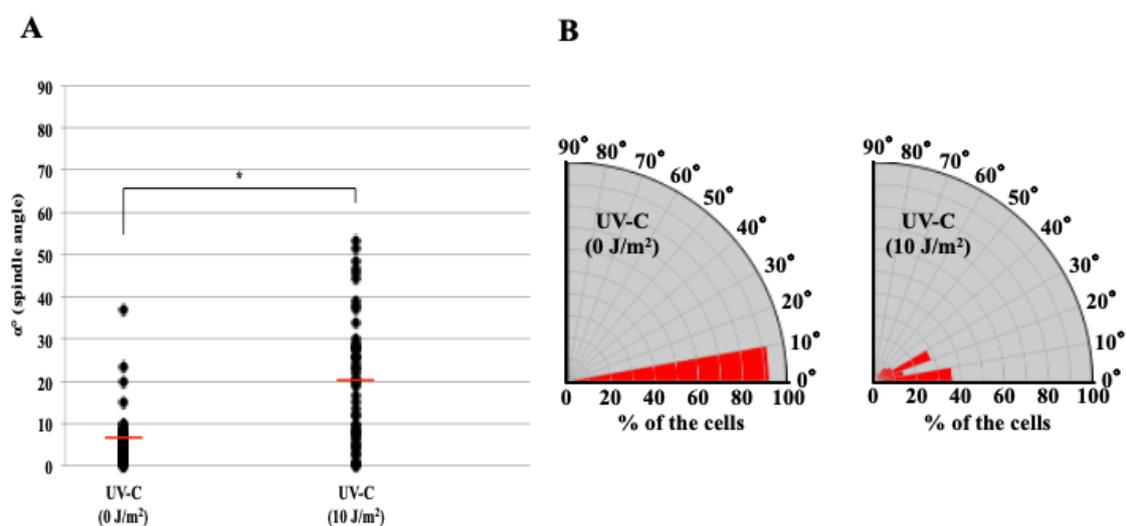 A
B
90
80
70
60
50
40
30
20
10
0
α° (spindle angle)
*
UV-C
(0 J/m²)
UV-C
(10 J/m²)
90°
80°
70°
60°
50°
40°
30°
20°
10°
0°
UV-C
(0 J/m²)
0 20 40 60 80 100
% of the cells
90°
80°
70°
60°
50°
40°
30°
20°
10°
0°
UV-C
(10 J/m²)
0 20 40 60 80 100
% of the cells